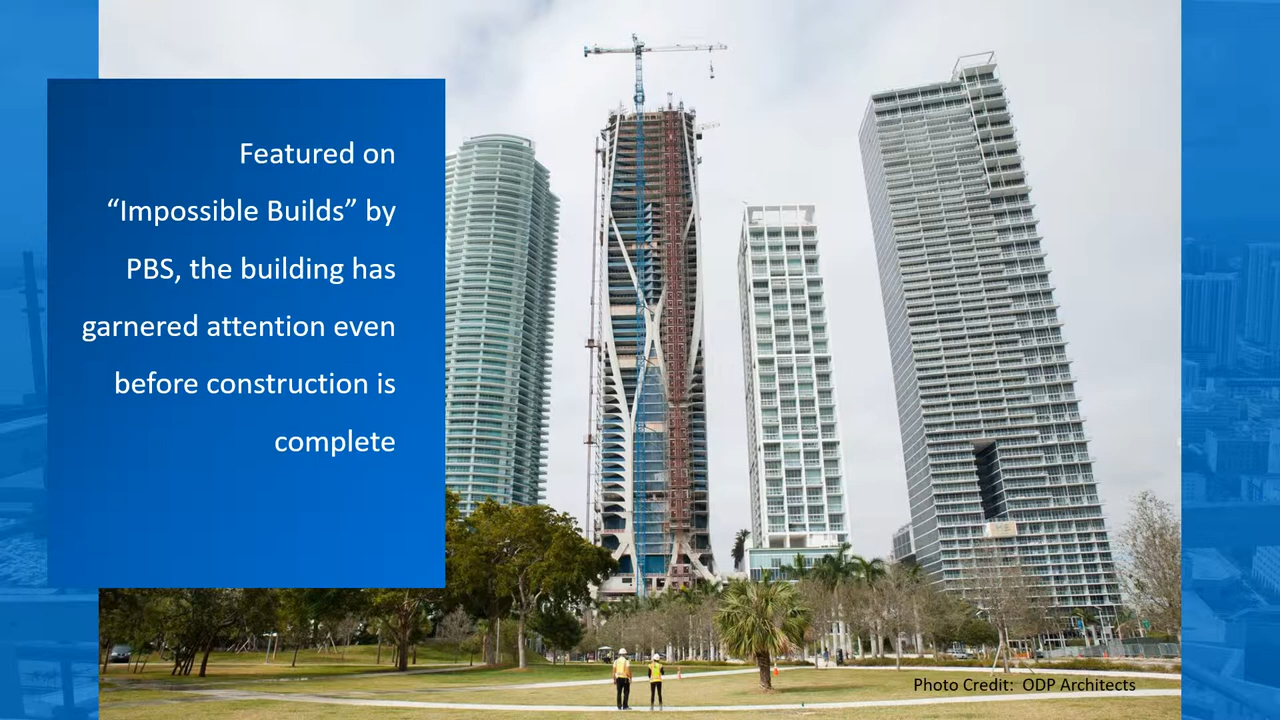 Featured on
“Impossible Builds” by
PBS, the building has
garnered attention even
before construction is
complete
Photo Credit:  ODP Architects